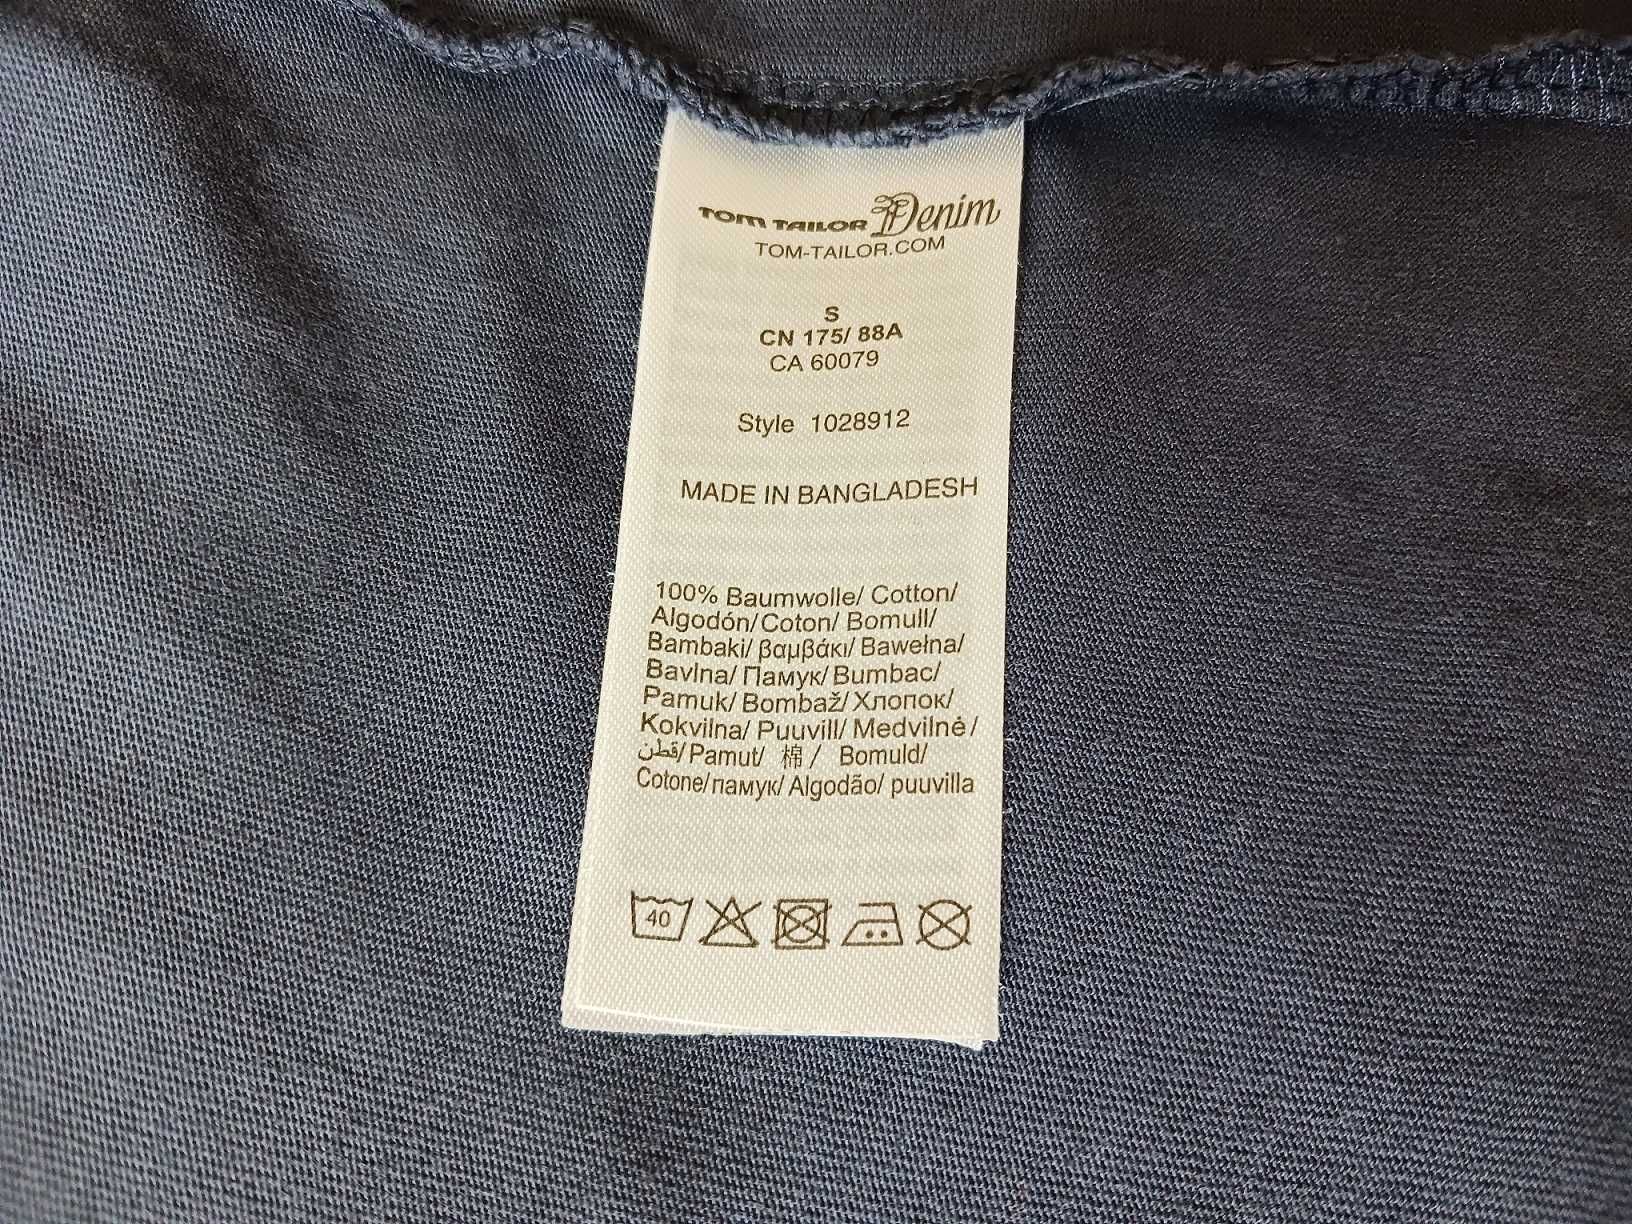 TOM TAILOR Denim
TOM-TAILOR.COM
S
CN 175/ 88A
CA 60079
Style 1028912
MADE IN BANGLADESH
100% Baumwolle/ Cotton/
Algodón/ Coton/ Bomull/
Bambaki/ βαμβάκι/ Bawełna/
Bavlna/ Памук/ Bumbac/
Pamuk/ Bombaž/ Хлопок/
Kokvilna/ Puuvill/ Medvilnė/
قطن/ Pamut/ 棉/ Bomuld/
Cotone/ памук/ Algodão/ puuvilla
40